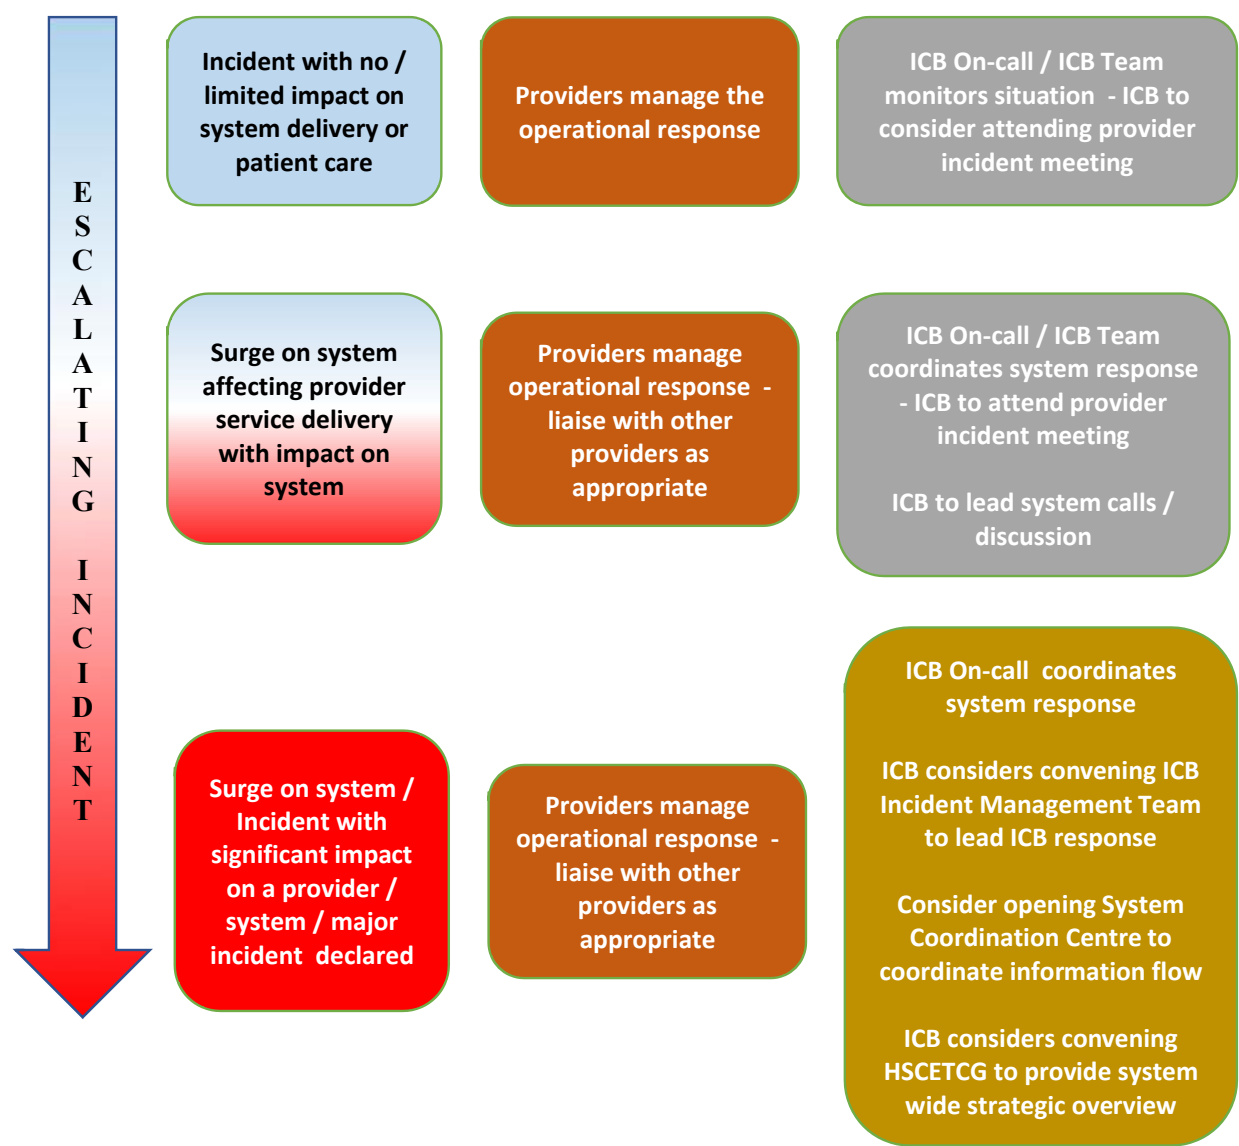 ESCALATING INCIDENT
Incident with no /
limited impact on
system delivery or
patient care
Providers manage the
operational response
ICB On-call / ICB Team
monitors situation - ICB to
consider attending provider
incident meeting
Surge on system
affecting provider
service delivery
with impact on
system
Providers manage
operational response -
liaise with other
providers as
appropriate
ICB On-call / ICB Team
coordinates system response
- ICB to attend provider
incident meeting
ICB to lead system calls /
discussion
Surge on system /
Incident with
significant impact
on a provider /
system / major
incident declared
Providers manage
operational response -
liaise with other
providers as
appropriate
ICB On-call coordinates
system response
ICB considers convening ICB
Incident Management Team
to lead ICB response
Consider opening System
Coordination Centre to
coordinate information flow
ICB considers convening
HSCETCG to provide system
wide strategic overview